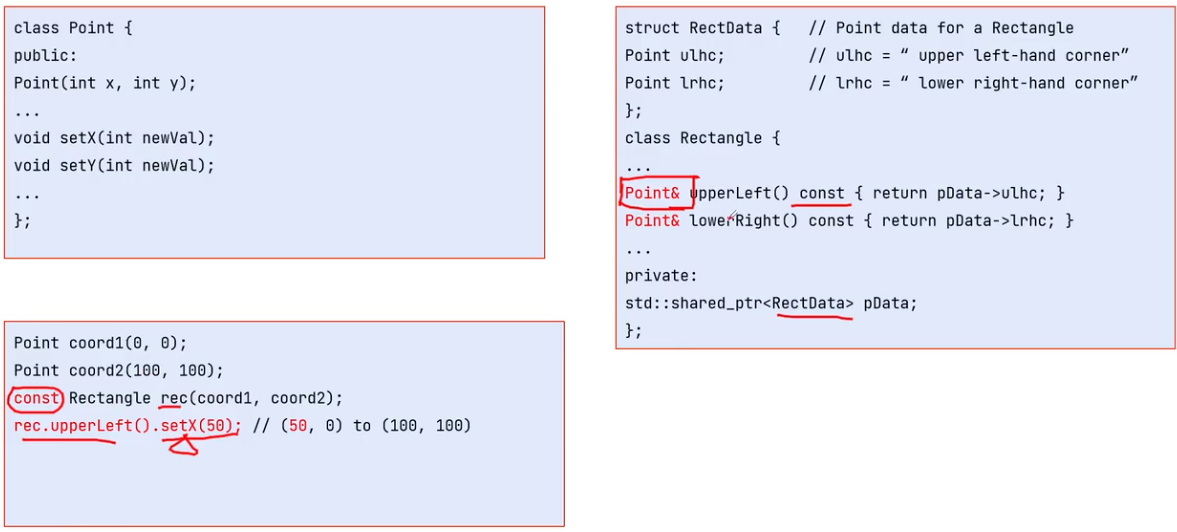 class Point {
public:
Point(int x, int y);
...
void setX(int newVal);
void setY(int newVal);
...
};
struct RectData {   // Point data for a Rectangle
Point ulhc;         // ulhc = “ upper left-hand corner”
Point lrhc;         // lrhc = “ lower right-hand corner”
};
class Rectangle {
...
Point& upperLeft() const { return pData->ulhc; }
Point& lowerRight() const { return pData->lrhc; }
...
private:
std::shared_ptr<RectData> pData;
};
Point coord1(0, 0);
Point coord2(100, 100);
const Rectangle rec(coord1, coord2);
rec.upperLeft().setX(50); // (50, 0) to (100, 100)